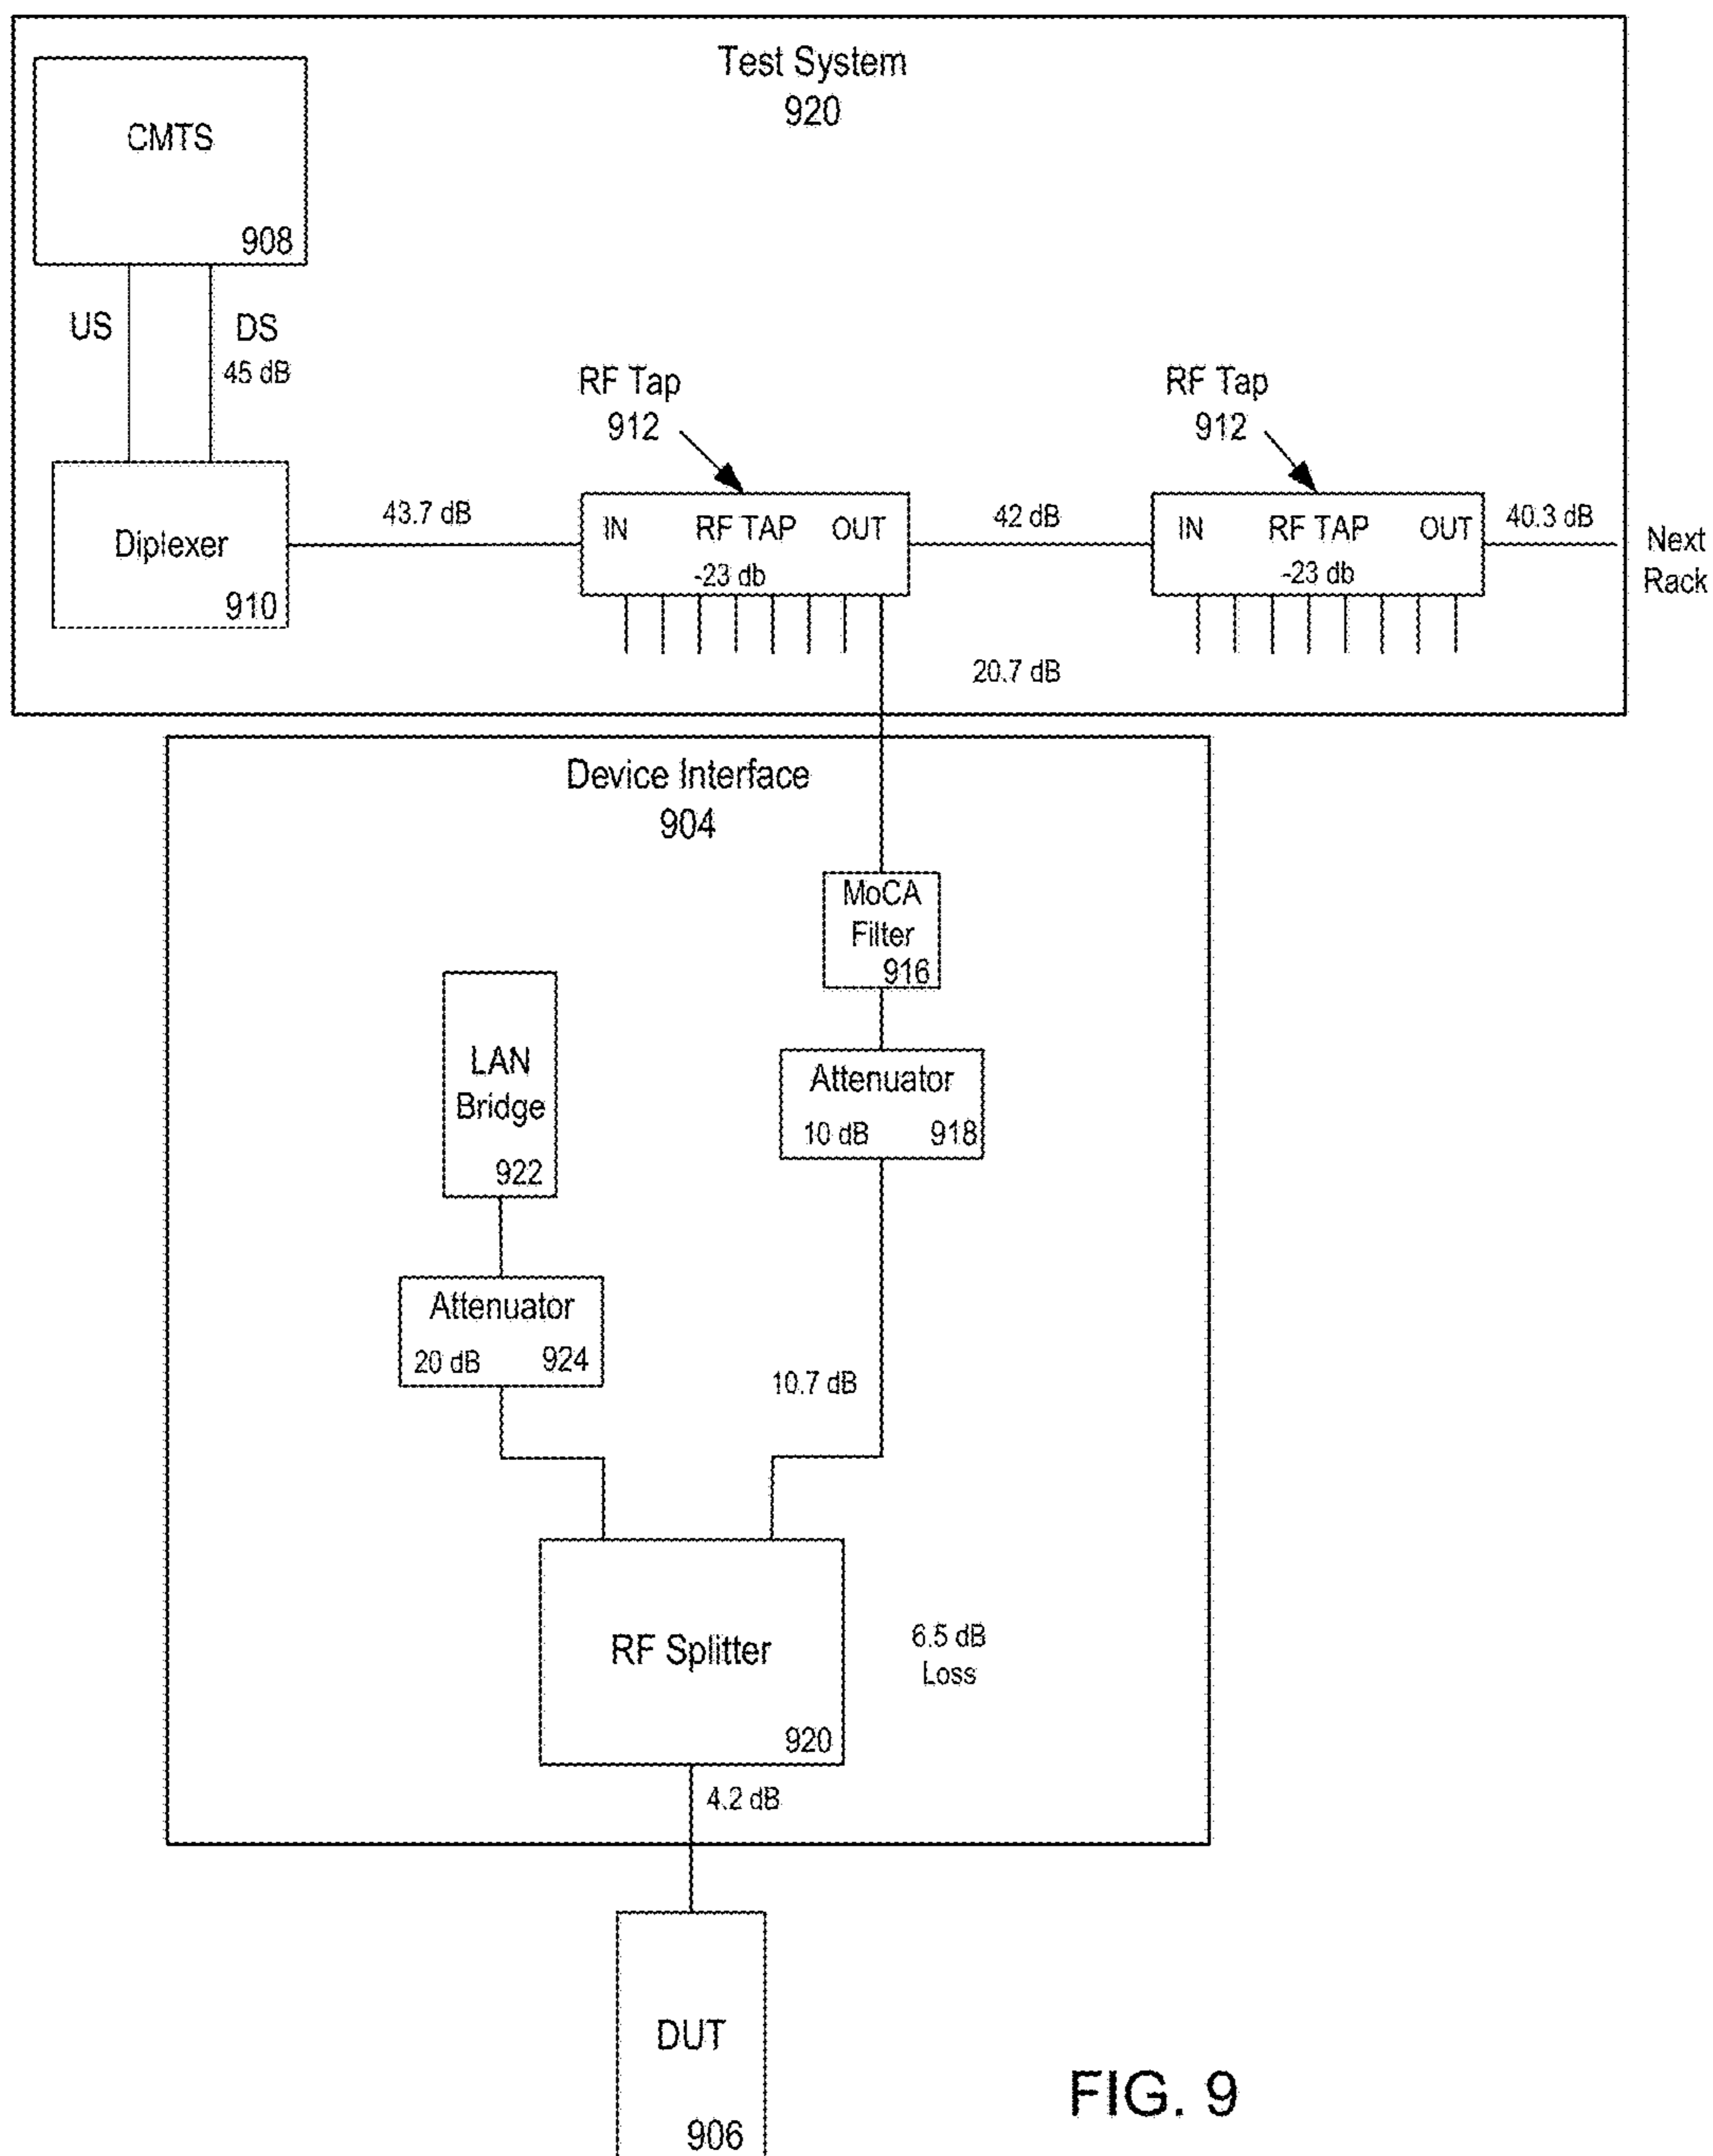 Test System
920
CMTS
908
US
DS
45 dB
RF Tap
912
RF Tap
912
Diplexer
910
43.7 dB
IN RF TAP OUT
-23 db
42 dB
IN RF TAP OUT
-23 db
40.3 dB
Next
Rack
20.7 dB
Device Interface
904
MoCA
Filter
916
LAN
Bridge
922
Attenuator
10 dB 918
Attenuator
20 dB 924
10.7 dB
RF Splitter
920
6.5 dB
Loss
4.2 dB
DUT
906
FIG. 9